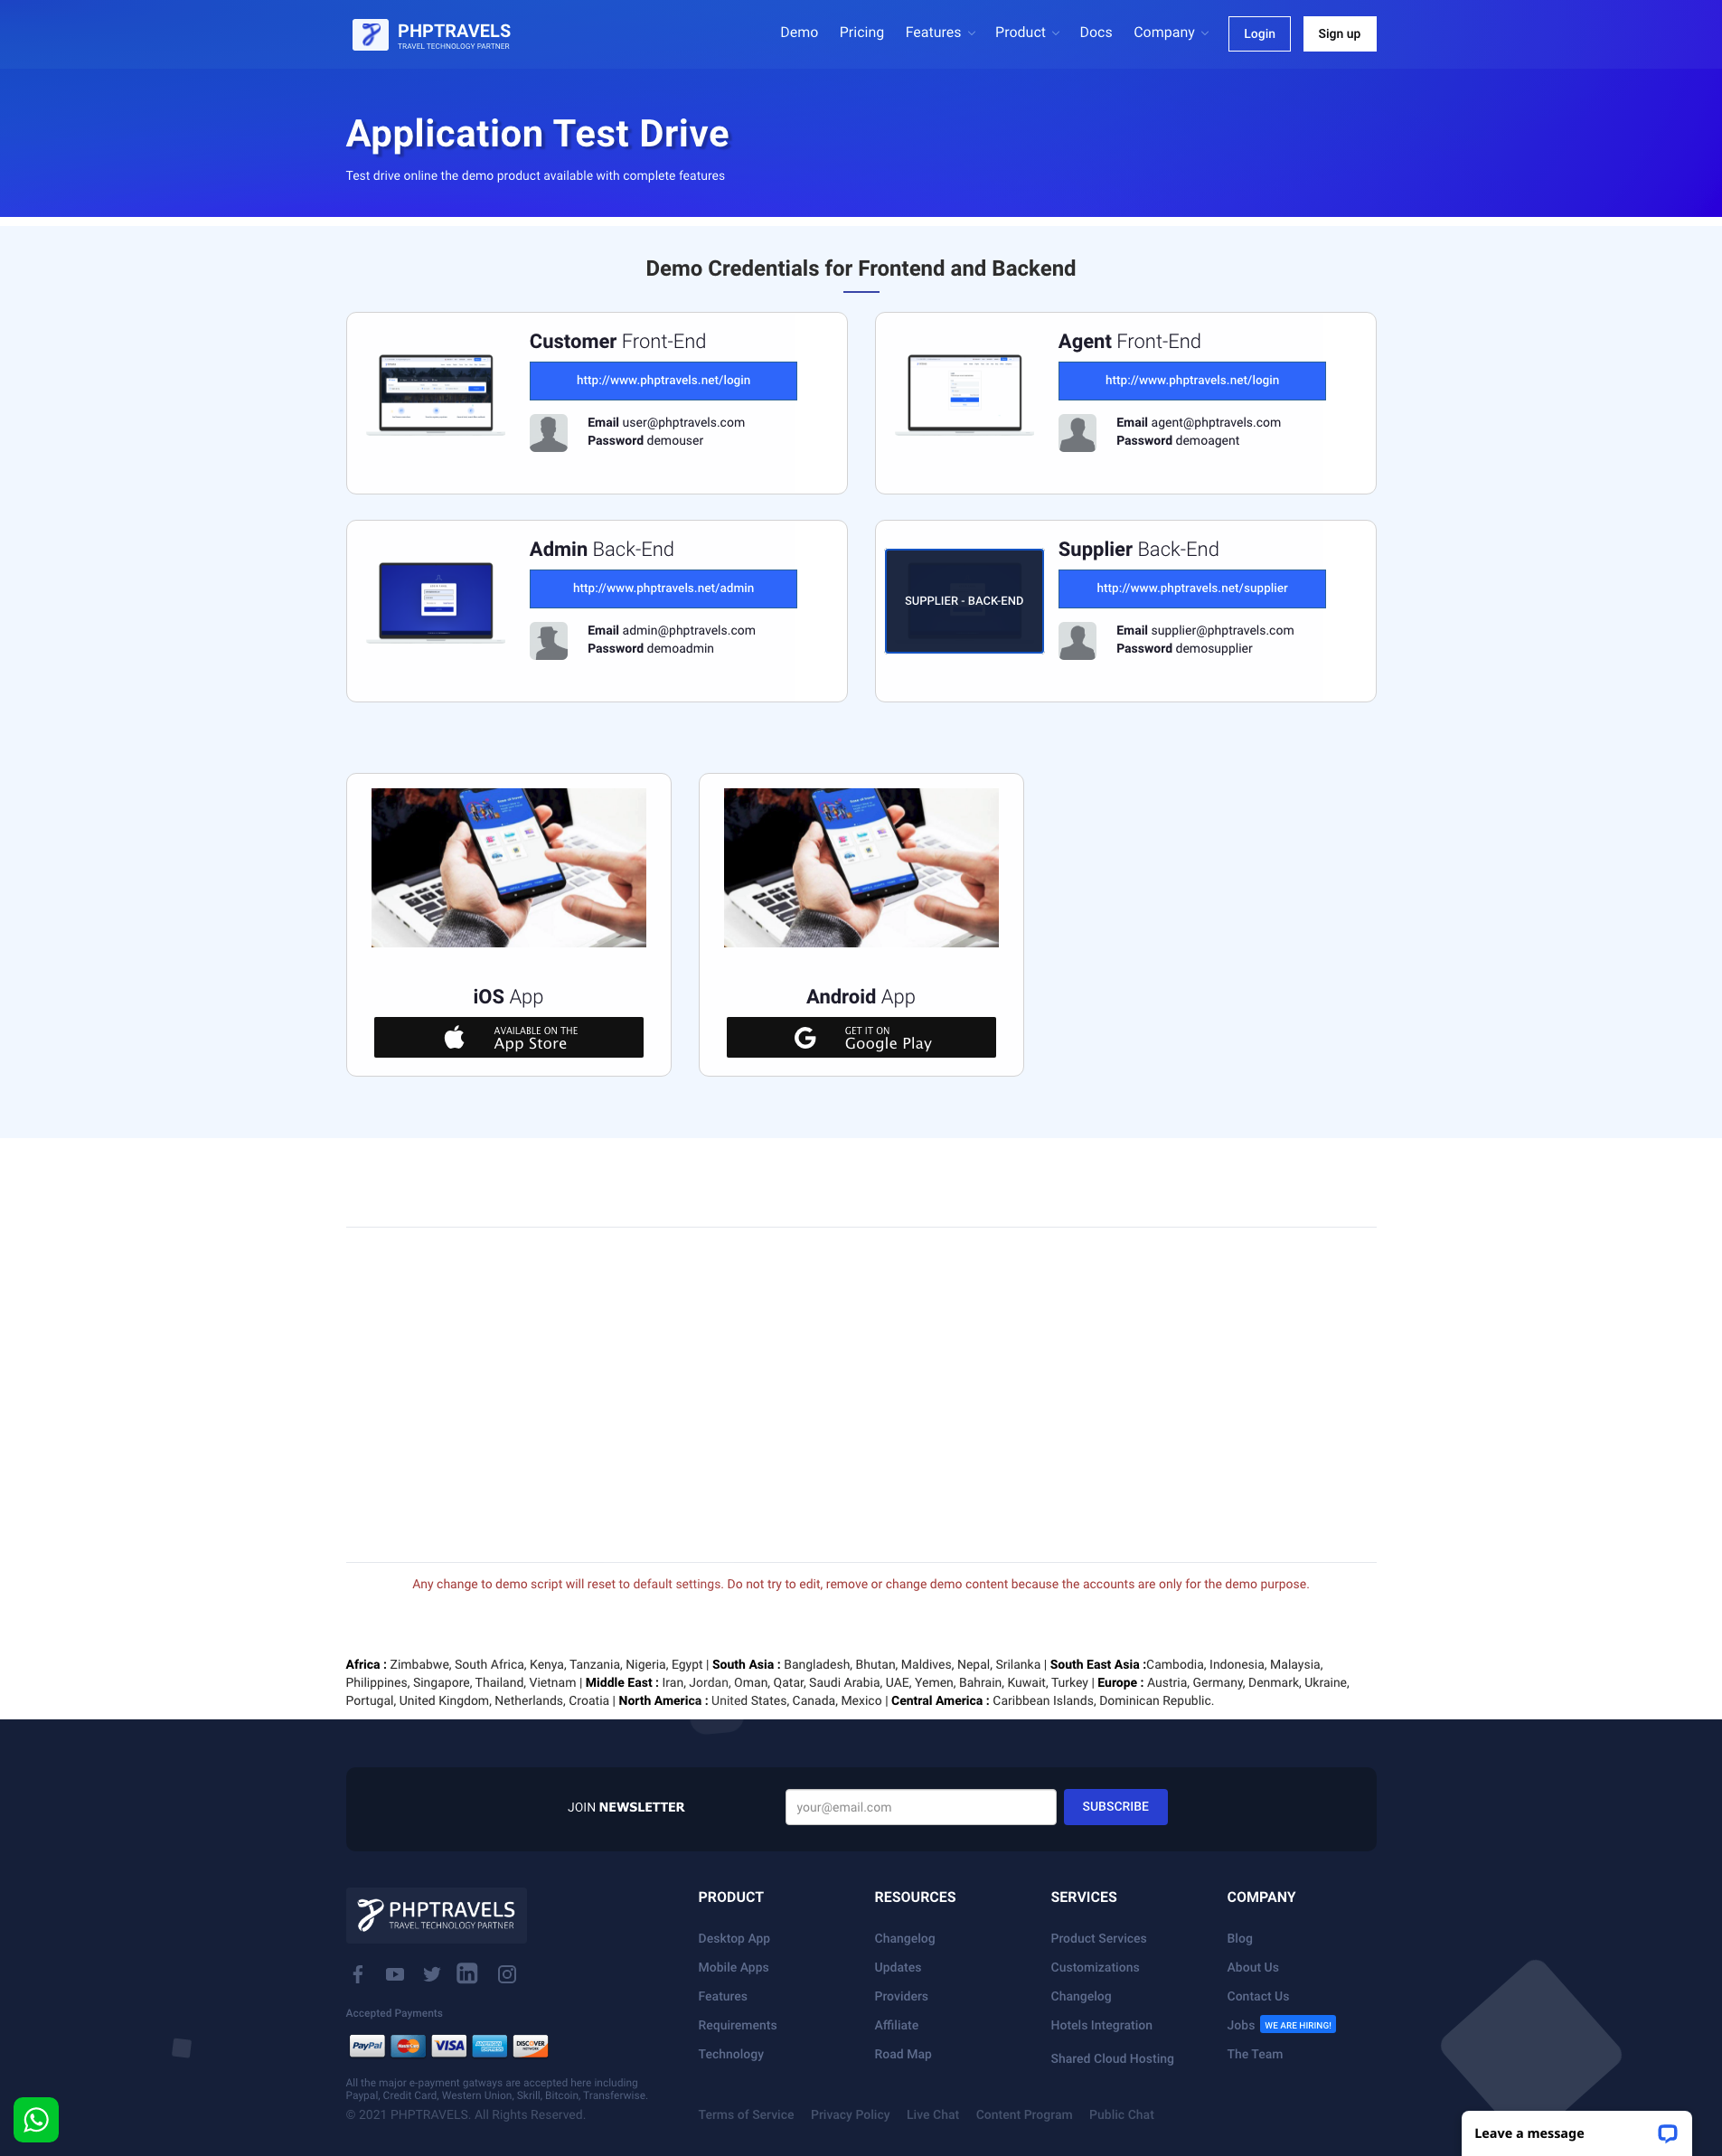 PHPTRAVELS
TRAVEL TECHNOLOGY PARTNER
Demo Pricing Features Product Docs Company Login Sign up
Application Test Drive
Test drive online the demo product available with complete features
Demo Credentials for Frontend and Backend
Customer Front-End
http://www.phptravels.net/login
Email user@phptravels.com
Password demouser
Agent Front-End
http://www.phptravels.net/login
Email agent@phptravels.com
Password demoagent
Admin Back-End
http://www.phptravels.net/admin
Email admin@phptravels.com
Password demoadmin
SUPPLIER - BACK-END
Supplier Back-End
http://www.phptravels.net/supplier
Email supplier@phptravels.com
Password demosupplier
iOS App
AVAILABLE ON THE
App Store
Android App
GET IT ON
Google Play
Any change to demo script will reset to default settings. Do not try to edit, remove or change demo content because the accounts are only for the demo purpose.
Africa : Zimbabwe, South Africa, Kenya, Tanzania, Nigeria, Egypt | South Asia : Bangladesh, Bhutan, Maldives, Nepal, Srilanka | South East Asia :Cambodia, Indonesia, Malaysia,
Philippines, Singapore, Thailand, Vietnam | Middle East : Iran, Jordan, Oman, Qatar, Saudi Arabia, UAE, Yemen, Bahrain, Kuwait, Turkey | Europe : Austria, Germany, Denmark, Ukraine,
Portugal, United Kingdom, Netherlands, Croatia | North America : United States, Canada, Mexico | Central America : Caribbean Islands, Dominican Republic.
JOIN NEWSLETTER
your@email.com
SUBSCRIBE
PHPTRAVELS
TRAVEL TECHNOLOGY PARTNER
Accepted Payments
PayPal MasterCard VISA AMERICAN EXPRESS DISCOVER NETWORK
All the major e-payment gatways are accepted here including
Paypal, Credit Card, Western Union, Skrill, Bitcoin, Transferwise.
© 2021 PHPTRAVELS. All Rights Reserved.
PRODUCT
Desktop App
Mobile Apps
Features
Requirements
Technology
RESOURCES
Changelog
Updates
Providers
Affiliate
Road Map
SERVICES
Product Services
Customizations
Changelog
Hotels Integration
Shared Cloud Hosting
COMPANY
Blog
About Us
Contact Us
Jobs WE ARE HIRING!
The Team
Terms of Service Privacy Policy Live Chat Content Program Public Chat
Leave a message